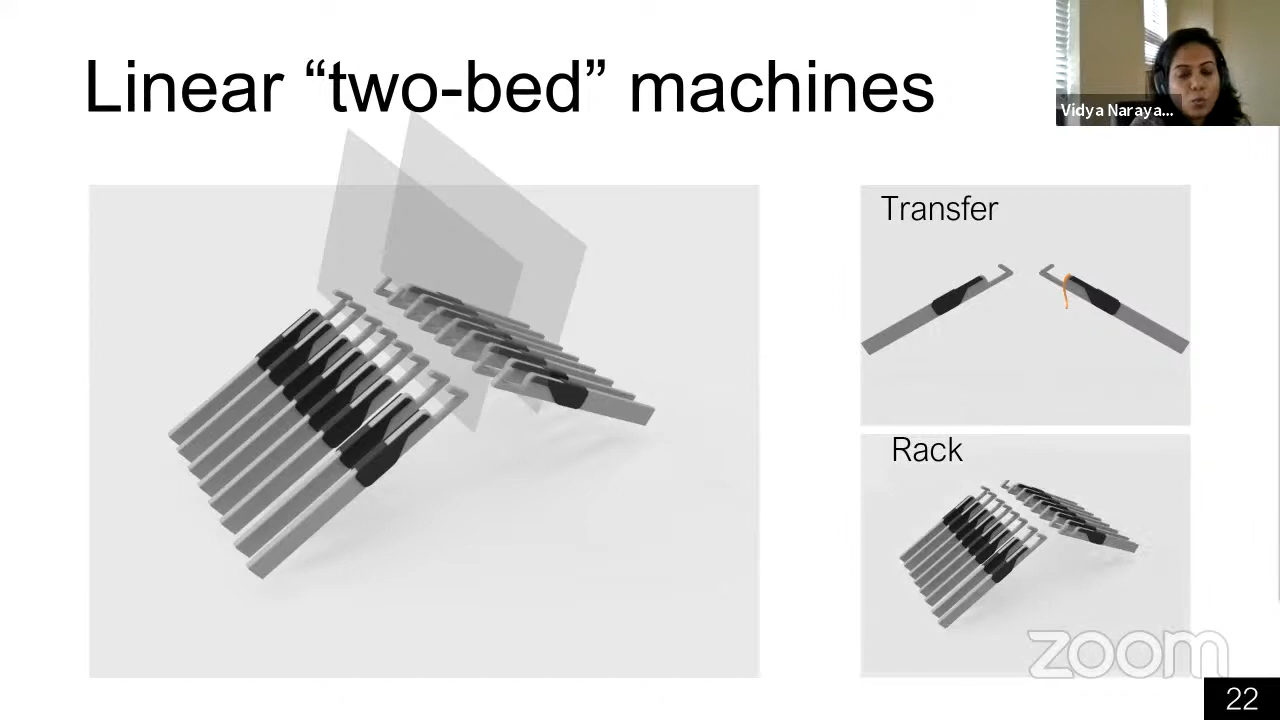 Linear “two-bed” machines
Vidya Naraya...
Transfer
Rack
zoom
22